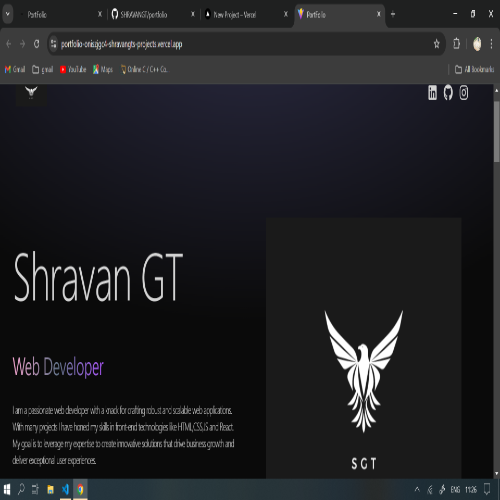 Portfolio
SHRAVANGT/portfolio
New Project - Vercel
Portfolio
portfolio-onissjgo4-shravangts-projects.vercel.app
Gmail
gmail
YouTube
Maps
Online C / C++ Co...
All Bookmarks
Shravan GT
Web Developer
I am a passionate web developer with a knack for crafting robust and scalable web applications.
With many projects I have honed my skills in front-end technologies like HTML,CSS,JS and React.
My goal is to leverage my expertise to create innovative solutions that drive business growth and
deliver exceptional user experiences.
SGT
ENG
11:26